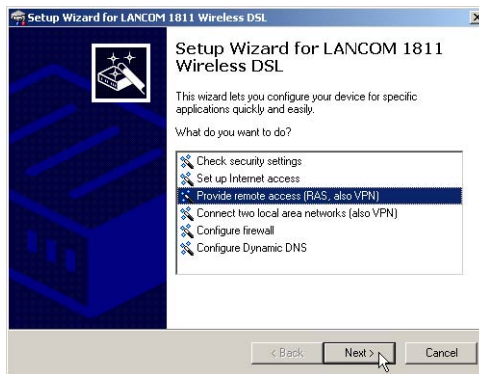 Setup Wizard for LANCOM 1811 Wireless DSL
Setup Wizard for LANCOM 1811
Wireless DSL
This wizard lets you configure your device for specific
applications quickly and easily.
What do you want to do?
Check security settings
Set up Internet access
Provide remote access (RAS, also VPN)
Connect two local area networks (also VPN)
Configure firewall
Configure Dynamic DNS
< Back
Next >
Cancel